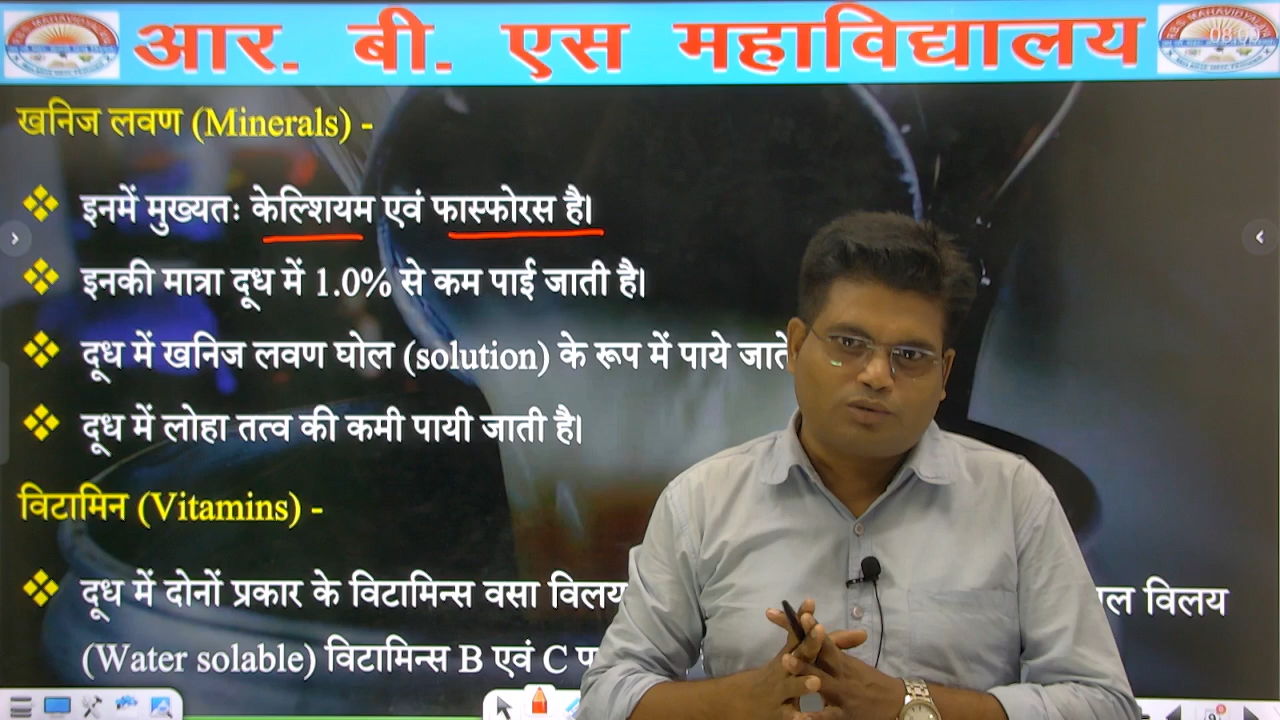 आर. बी. एस महाविद्यालय
खनिज लवण (Minerals) -
इनमें मुख्यतः केल्शियम एवं फास्फोरस है।
इनकी मात्रा दूध में 1.0% से कम पाई जाती है।
दूध में खनिज लवण घोल (solution) के रूप में पाये
दूध में लोहा तत्व की कमी पायी जाती है।
विटामिन (Vitamins) -
दूध में दोनों प्रकार के विटामिन्स वसा विलय
(Water solable) विटामिन्स B एवं C